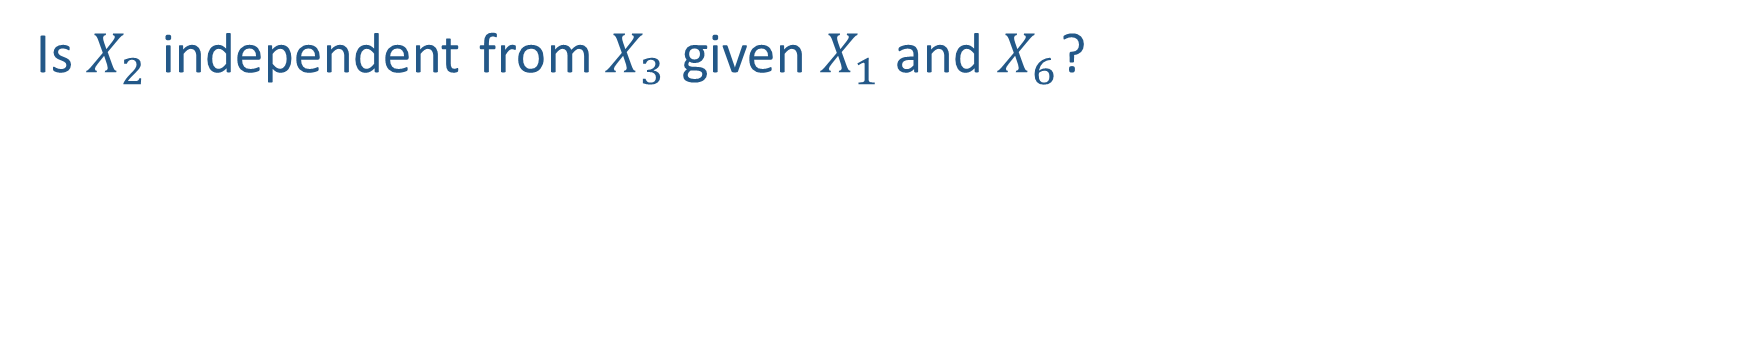 Is X₂ independent from X₃ given X₁ and X₆?